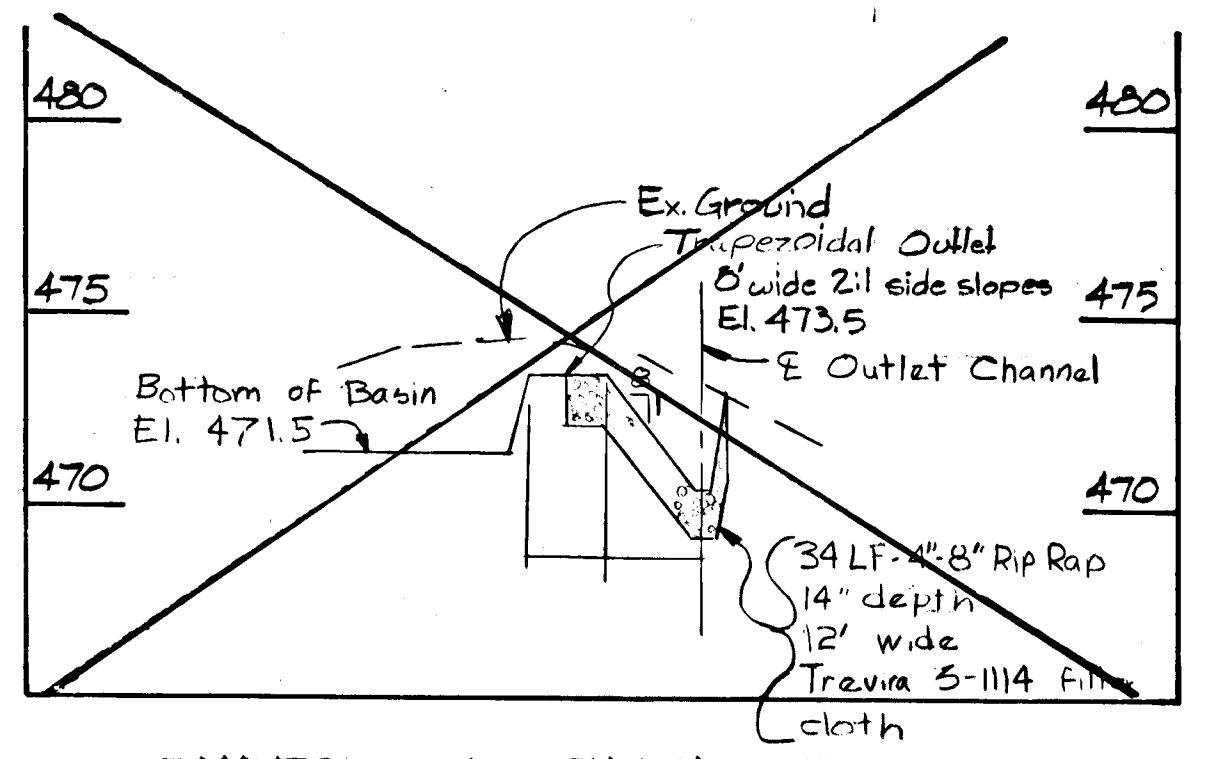 480
480
Ex. Ground
Trapezoidal Outlet
8' wide 2:1 side slopes
El. 473.5
475
475
℄ Outlet Channel
Bottom of Basin
El. 471.5
8
1
470
470
34 LF-4"-8" Rip Rap
14" depth
12' wide
Trevira S-1114 filter
cloth